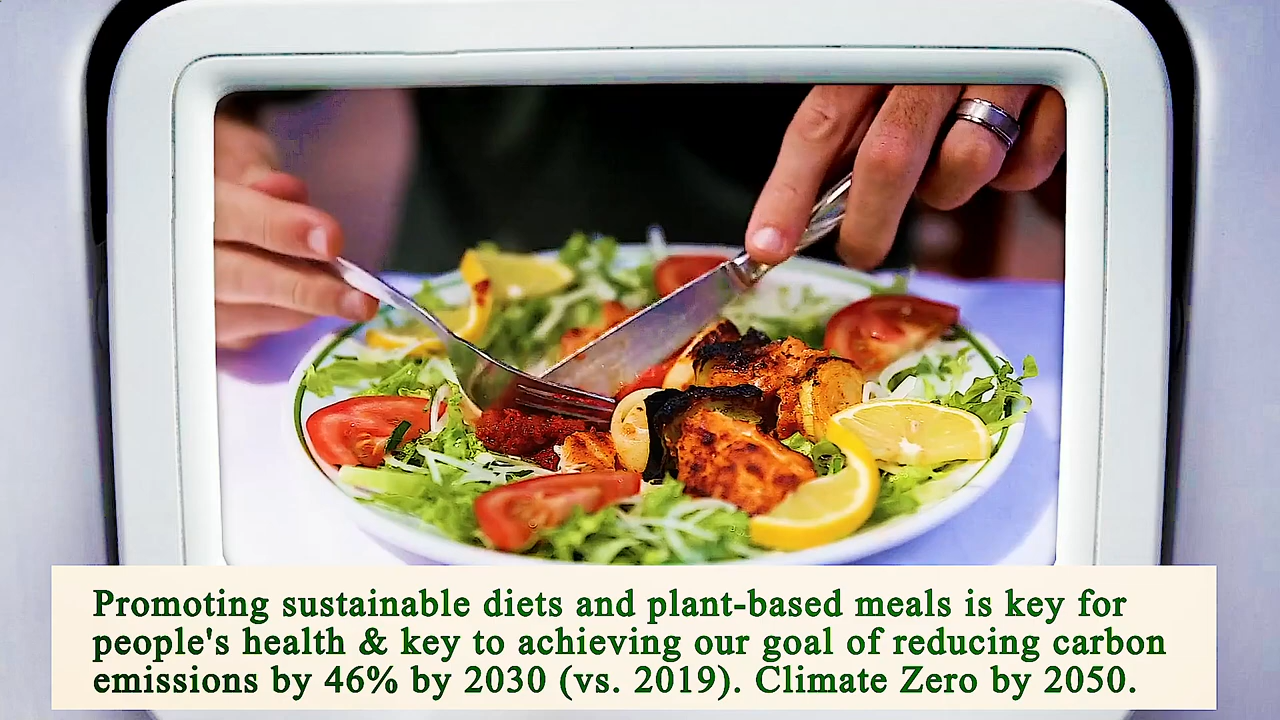 Promoting sustainable diets and plant-based meals is key for
people's health & key to achieving our goal of reducing carbon
emissions by 46% by 2030 (vs. 2019). Climate Zero by 2050.